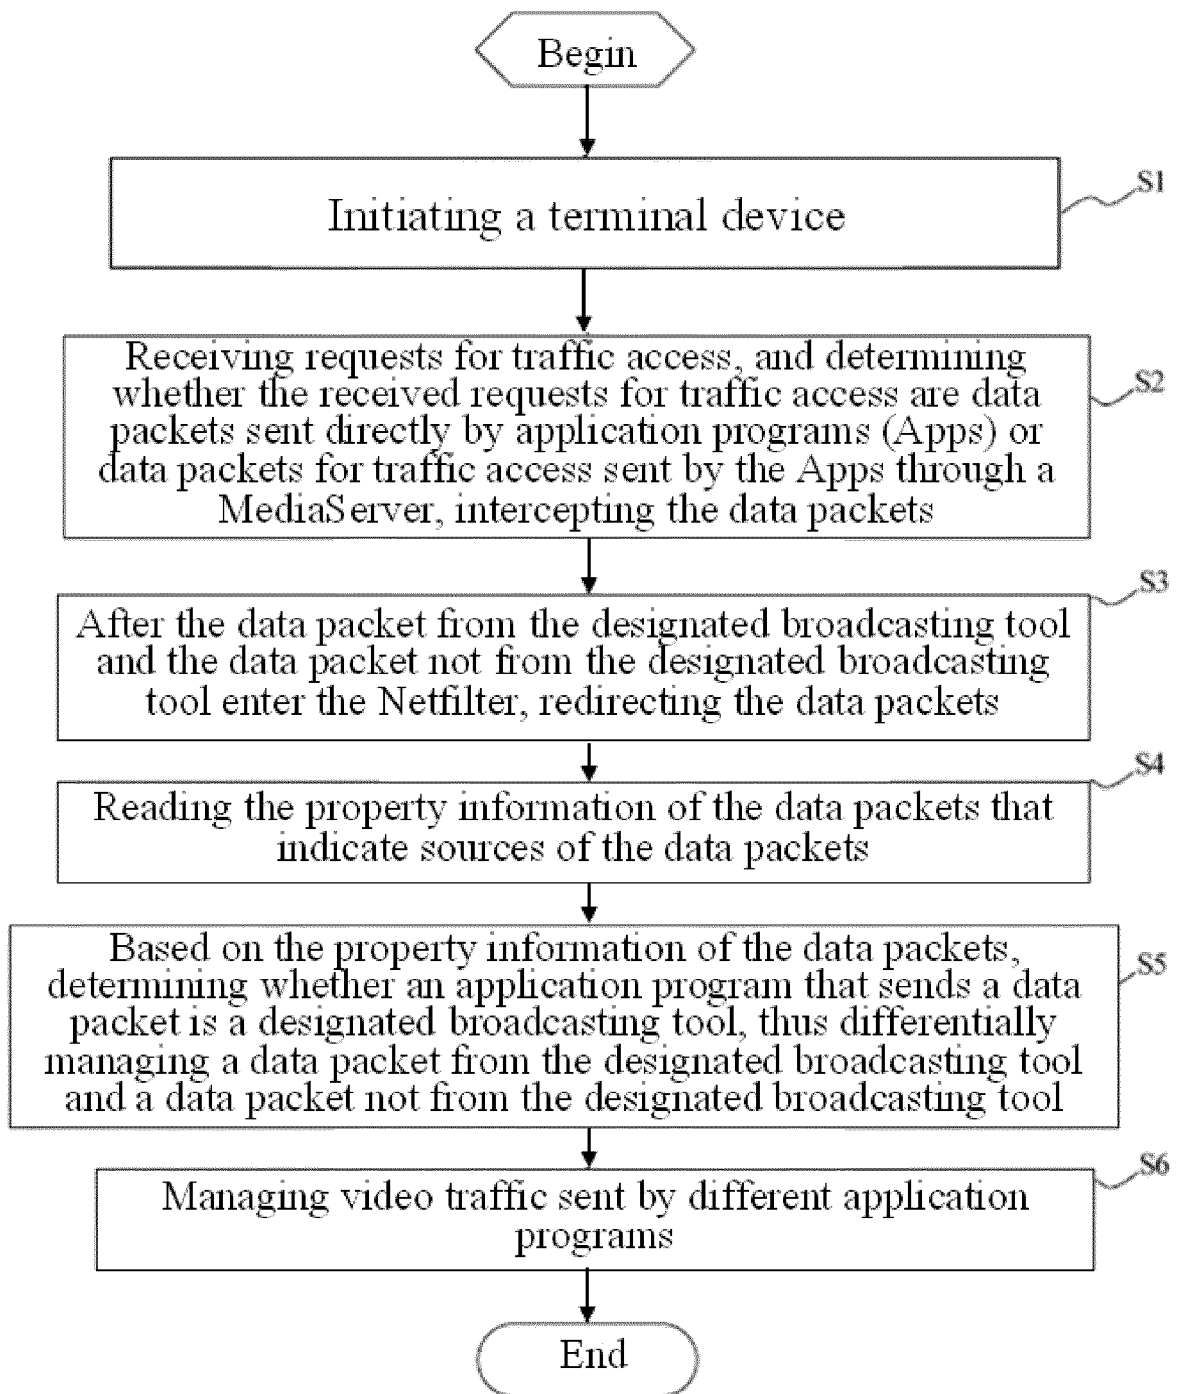 Begin
Initiating a terminal device
S1
Receiving requests for traffic access, and determining
whether the received requests for traffic access are data
packets sent directly by application programs (Apps) or
data packets for traffic access sent by the Apps through a
MediaServer, intercepting the data packets
S2
After the data packet from the designated broadcasting tool
and the data packet not from the designated broadcasting
tool enter the Netfilter, redirecting the data packets
S3
Reading the property information of the data packets that
indicate sources of the data packets
S4
Based on the property information of the data packets,
determining whether an application program that sends a data
packet is a designated broadcasting tool, thus differentially
managing a data packet from the designated broadcasting tool
and a data packet not from the designated broadcasting tool
S5
Managing video traffic sent by different application
programs
S6
End